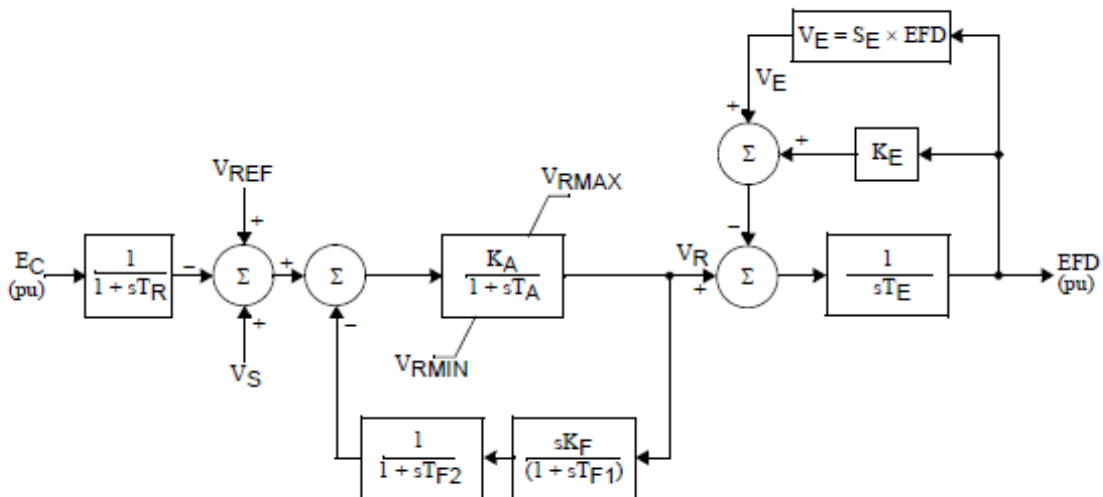 V_E = S_E × EFD
V_E
+
Σ
+
K_E
−
V_REF
+
E_C
(pu)
1
1 + sT_R
−
Σ
+
V_S
+
Σ
−
V_RMAX
K_A
1 + sT_A
V_RMIN
V_R
+
Σ
1
sT_E
EFD
(pu)
1
1 + sT_F2
sK_F
(1 + sT_F1)